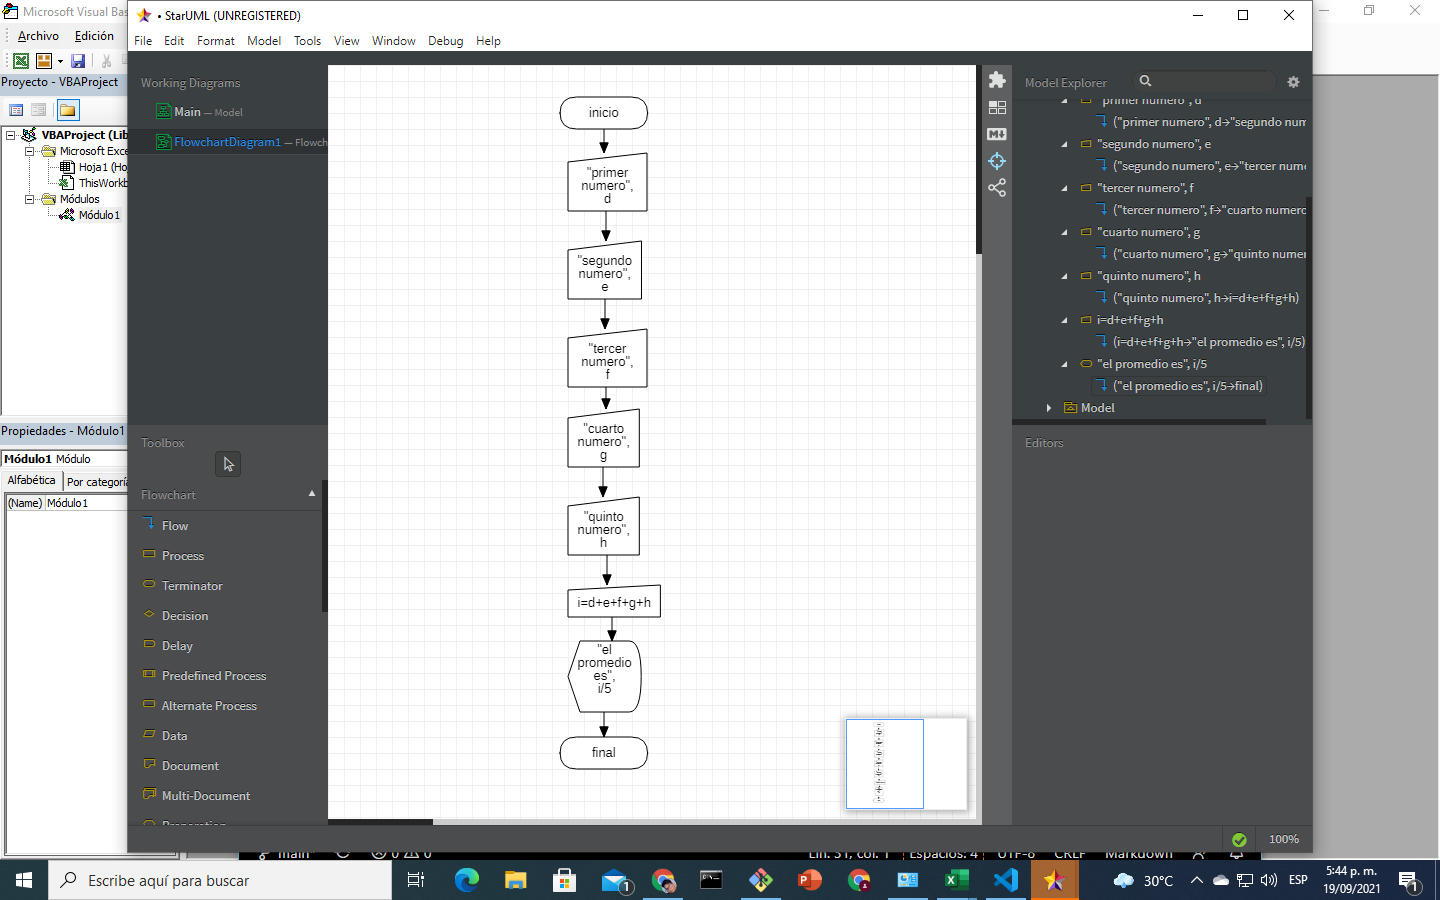 Microsoft Visual Bas
• StarUML (UNREGISTERED)
Archivo Edición
File Edit Format Model Tools View Window Debug Help
Proyecto - VBAProject
VBAProject (Lib
Microsoft Exce
Hoja1 (Ho
ThisWorkb
Módulos
Módulo1
Propiedades - Módulo1
Módulo1 Módulo
Alfabética Por categoría
(Name) Módulo1
Working Diagrams
Main — Model
FlowchartDiagram1 — Flowch
Toolbox
Flowchart
Flow
Process
Terminator
Decision
Delay
Predefined Process
Alternate Process
Data
Document
Multi-Document
Preparation
inicio
"primer
numero",
d
"segundo
numero",
e
"tercer
numero",
f
"cuarto
numero",
g
"quinto
numero",
h
i=d+e+f+g+h
"el
promedio
es",
i/5
final
Model Explorer
"primer numero", d
("primer numero", d→"segundo num
"segundo numero", e
("segundo numero", e→"tercer nume
"tercer numero", f
("tercer numero", f→"cuarto numero
"cuarto numero", g
("cuarto numero", g→"quinto numer
"quinto numero", h
("quinto numero", h→i=d+e+f+g+h)
i=d+e+f+g+h
(i=d+e+f+g+h→"el promedio es", i/5)
"el promedio es", i/5
("el promedio es", i/5→final)
Model
Editors
100%
main* 0 0 Lín. 51, col. 1 Espacios: 4 UTF-8 CRLF Markdown
Escribe aquí para buscar
1
30°C
ESP
5:44 p. m.
19/09/2021
1